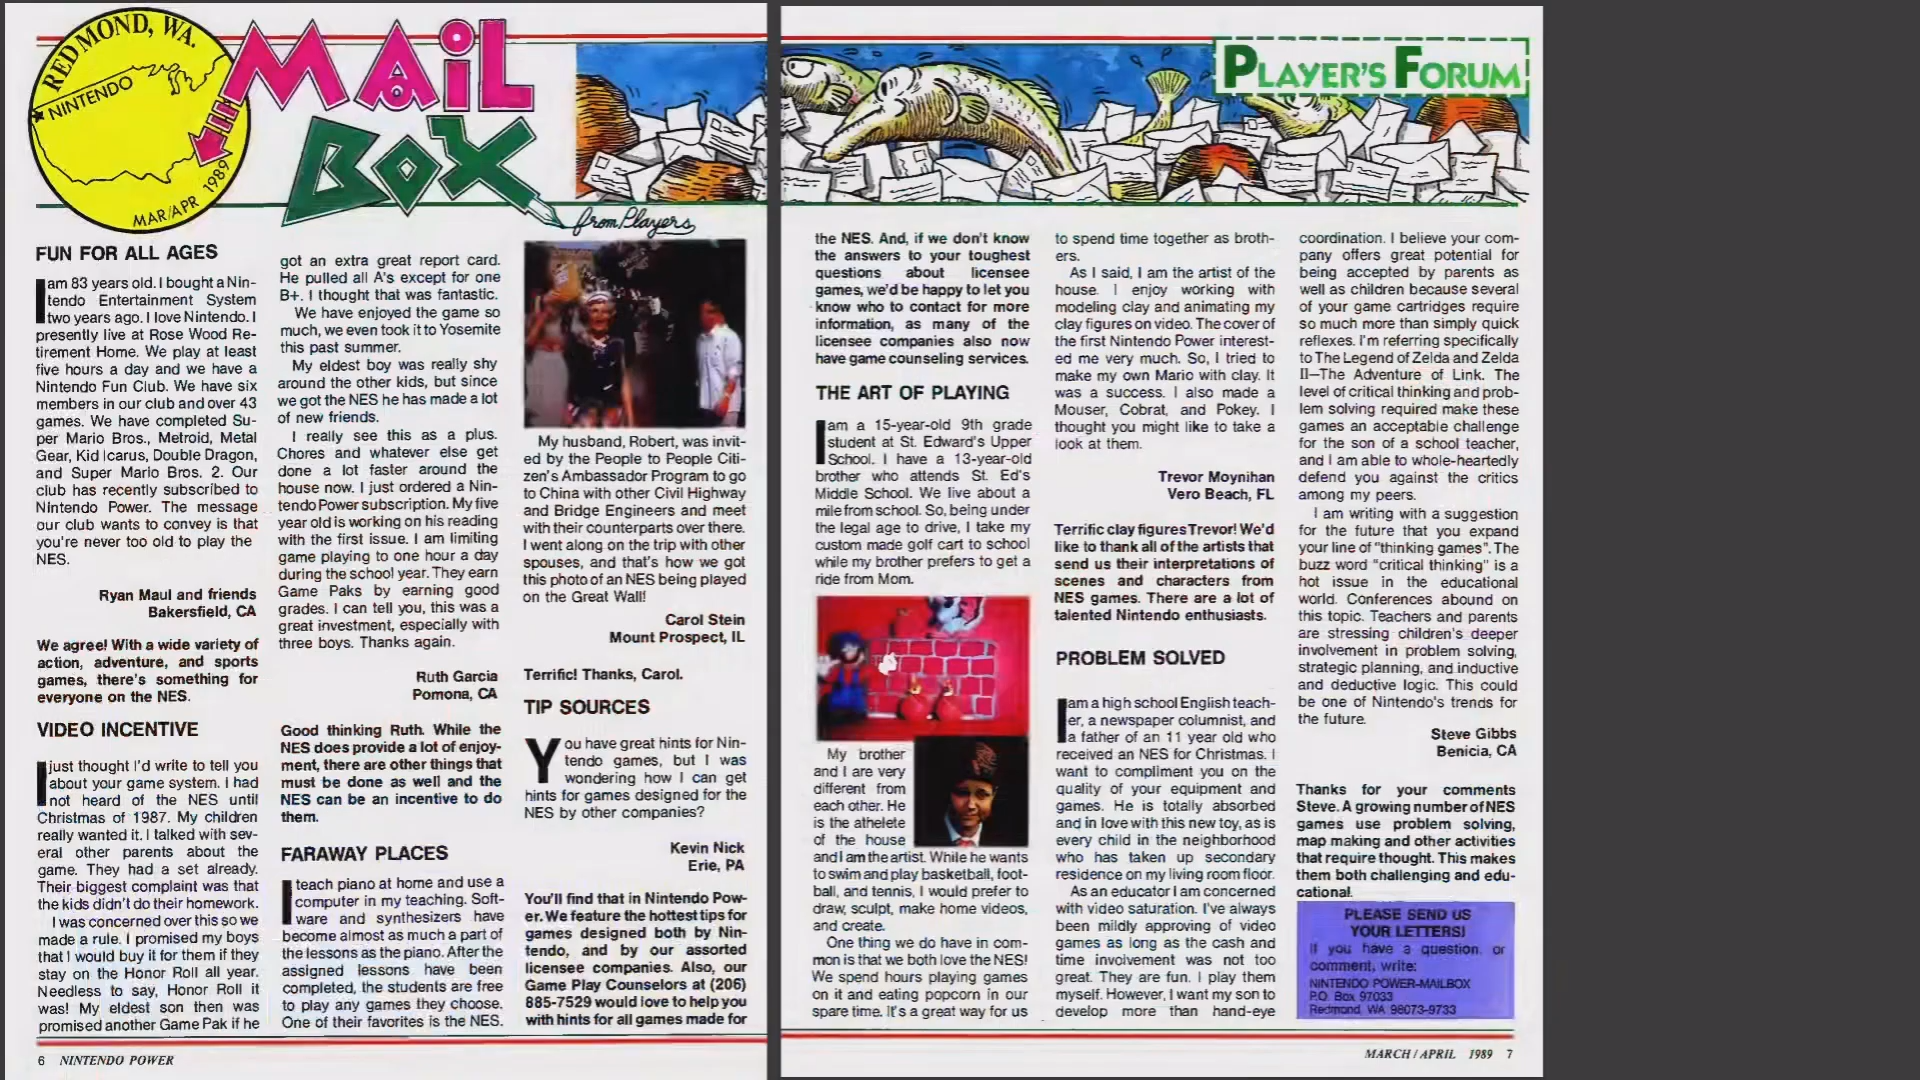 REDMOND, WA.
NINTENDO
MAR/APR 1989
MAIL
BOX
from Players
PLAYER'S FORUM
FUN FOR ALL AGES
I am 83 years old. I bought a Nin-
tendo Entertainment System
two years ago. I love Nintendo. I
presently live at Rose Wood Re-
tirement Home. We play at least
five hours a day and we have a
Nintendo Fun Club. We have six
members in our club and over 43
games. We have completed Su-
per Mario Bros., Metroid, Metal
Gear, Kid Icarus, Double Dragon,
and Super Mario Bros. 2. Our
club has recently subscribed to
Nintendo Power. The message
our club wants to convey is that
you're never too old to play the
NES.
Ryan Maul and friends
Bakersfield, CA
We agree! With a wide variety of
action, adventure, and sports
games, there's something for
everyone on the NES.
VIDEO INCENTIVE
I just thought I'd write to tell you
about your game system. I had
not heard of the NES until
Christmas of 1987. My children
really wanted it. I talked with sev-
eral other parents about the
game. They had a set already.
Their biggest complaint was that
the kids didn't do their homework.
I was concerned over this so we
made a rule. I promised my boys
that I would buy it for them if they
stay on the Honor Roll all year.
Needless to say, Honor Roll it
was! My eldest son then was
promised another Game Pak if he
got an extra great report card.
He pulled all A's except for one
B+. I thought that was fantastic.
We have enjoyed the game so
much, we even took it to Yosemite
this past summer.
My eldest boy was really shy
around the other kids, but since
we got the NES he has made a lot
of new friends.
I really see this as a plus.
Chores and whatever else get
done a lot faster around the
house now. I just ordered a Nin-
tendo Power subscription. My five
year old is working on his reading
with the first issue. I am limiting
game playing to one hour a day
during the school year. They earn
Game Paks by earning good
grades. I can tell you, this was a
great investment, especially with
three boys. Thanks again.
Ruth Garcia
Pomona, CA
Good thinking Ruth. While the
NES does provide a lot of enjoy-
ment, there are other things that
must be done as well and the
NES can be an incentive to do
them.
FARAWAY PLACES
I teach piano at home and use a
computer in my teaching. Soft-
ware and synthesizers have
become almost as much a part of
the lessons as the piano. After the
assigned lessons have been
completed, the students are free
to play any games they choose.
One of their favorites is the NES.
My husband, Robert, was invit-
ed by the People to People Citi-
zen's Ambassador Program to go
to China with other Civil Highway
and Bridge Engineers and meet
with their counterparts over there.
I went along on the trip with other
spouses, and that's how we got
this photo of an NES being played
on the Great Wall!
Carol Stein
Mount Prospect, IL
Terrific! Thanks, Carol.
TIP SOURCES
You have great hints for Nin-
tendo games, but I was
wondering how I can get
hints for games designed for the
NES by other companies?
Kevin Nick
Erie, PA
You'll find that in Nintendo Pow-
er. We feature the hottest tips for
games designed both by Nin-
tendo, and by our assorted
licensee companies. Also, our
Game Play Counselors at (206)
885-7529 would love to help you
with hints for all games made for
6 NINTENDO POWER
the NES. And, if we don't know
the answers to your toughest
questions about licensee
games, we'd be happy to let you
know who to contact for more
information, as many of the
licensee companies also now
have game counseling services.
THE ART OF PLAYING
I am a 15-year-old 9th grade
student at St. Edward's Upper
School. I have a 13-year-old
brother who attends St. Ed's
Middle School. We live about a
mile from school. So, being under
the legal age to drive, I take my
custom made golf cart to school
while my brother prefers to get a
ride from Mom.
My brother
and I are very
different from
each other. He
is the athelete
of the house
and I am the artist. While he wants
to swim and play basketball, foot-
ball, and tennis, I would prefer to
draw, sculpt, make home videos,
and create.
One thing we do have in com-
mon is that we both love the NES!
We spend hours playing games
on it and eating popcorn in our
spare time. It's a great way for us
to spend time together as broth-
ers.
As I said, I am the artist of the
house. I enjoy working with
modeling clay and animating my
clay figures on video. The cover of
the first Nintendo Power interest-
ed me very much. So, I tried to
make my own Mario with clay. It
was a success. I also made a
Mouser, Cobrat, and Pokey. I
thought you might like to take a
look at them.
Trevor Moynihan
Vero Beach, FL
Terrific clay figures Trevor! We'd
like to thank all of the artists that
send us their interpretations of
scenes and characters from
NES games. There are a lot of
talented Nintendo enthusiasts.
PROBLEM SOLVED
I am a high school English teach-
er, a newspaper columnist, and
a father of an 11 year old who
received an NES for Christmas. I
want to compliment you on the
quality of your equipment and
games. He is totally absorbed
and in love with this new toy, as is
every child in the neighborhood
who has taken up secondary
residence on my living room floor.
As an educator I am concerned
with video saturation. I've always
been mildly approving of video
games as long as the cash and
time involvement was not too
great. They are fun. I play them
myself. However, I want my son to
develop more than hand-eye
coordination. I believe your com-
pany offers great potential for
being accepted by parents as
well as children because several
of your game cartridges require
so much more than simply quick
reflexes. I'm referring specifically
to The Legend of Zelda and Zelda
II—The Adventure of Link. The
level of critical thinking and prob-
lem solving required make these
games an acceptable challenge
for the son of a school teacher,
and I am able to whole-heartedly
defend you against the critics
among my peers.
I am writing with a suggestion
for the future that you expand
your line of "thinking games". The
buzz word "critical thinking" is a
hot issue in the educational
world. Conferences abound on
this topic. Teachers and parents
are stressing children's deeper
involvement in problem solving,
strategic planning, and inductive
and deductive logic. This could
be one of Nintendo's trends for
the future.
Steve Gibbs
Benicia, CA
Thanks for your comments
Steve. A growing number of NES
games use problem solving,
map making and other activities
that require thought. This makes
them both challenging and edu-
cational.
PLEASE SEND US
YOUR LETTERS!
If you have a question or
comment, write:
NINTENDO POWER-MAILBOX
P.O. Box 97033
Redmond, WA 98073-9733
MARCH / APRIL 1989 7